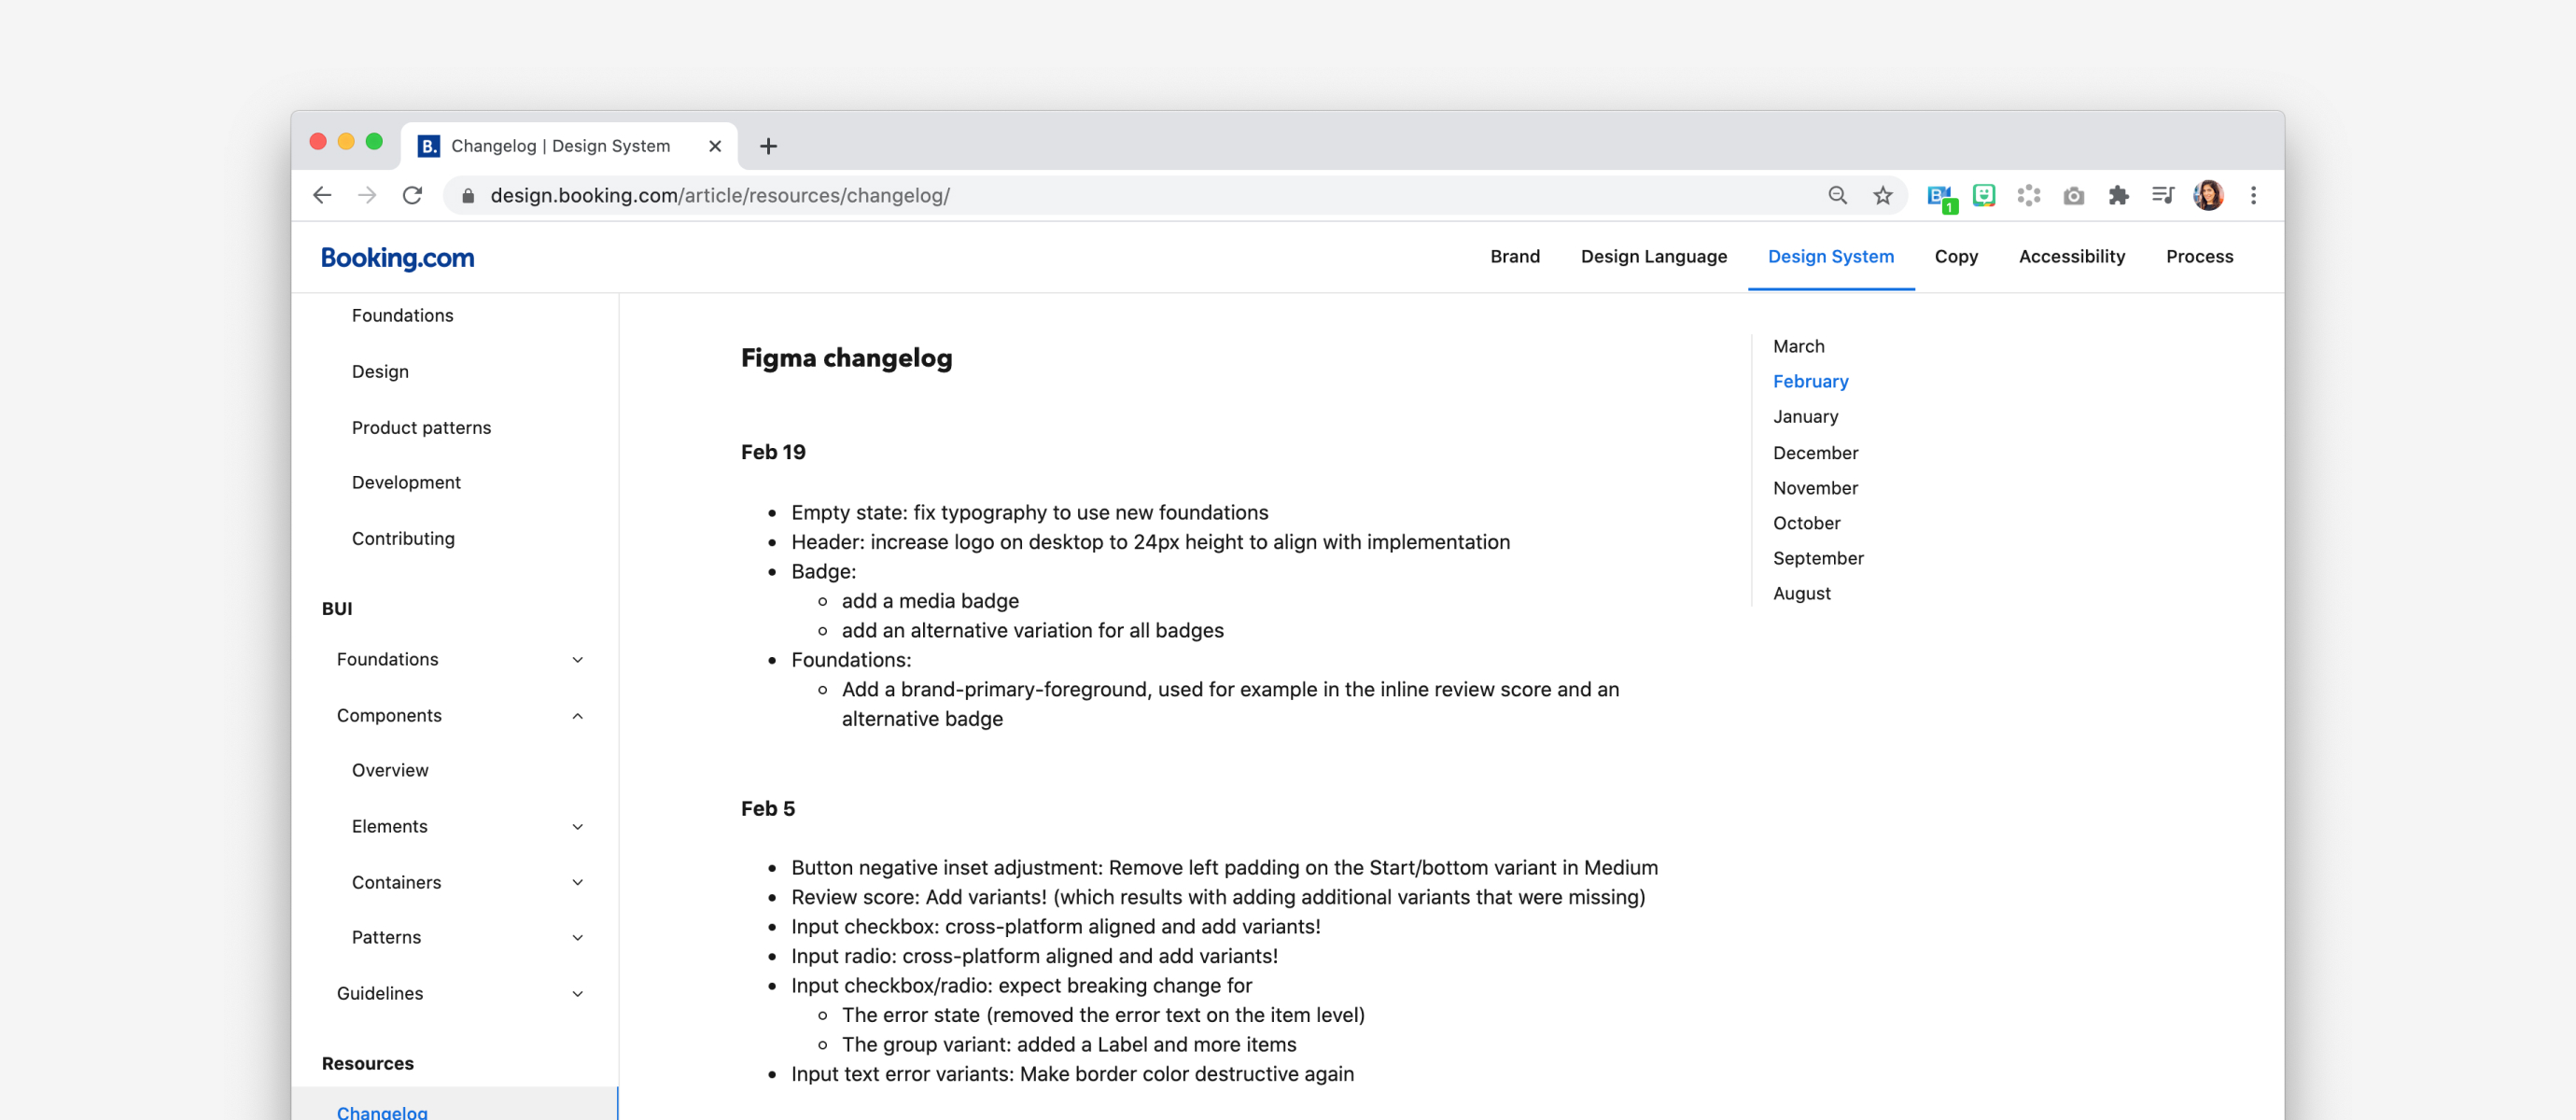 B. Changelog | Design System
design.booking.com/article/resources/changelog/
B 1
Booking.com
Brand Design Language Design System Copy Accessibility Process
Foundations
Design
Product patterns
Development
Contributing
BUI
Foundations
Components
Overview
Elements
Containers
Patterns
Guidelines
Resources
Changelog
Figma changelog
Feb 19
Empty state: fix typography to use new foundations
Header: increase logo on desktop to 24px height to align with implementation
Badge:
add a media badge
add an alternative variation for all badges
Foundations:
Add a brand-primary-foreground, used for example in the inline review score and an
alternative badge
Feb 5
Button negative inset adjustment: Remove left padding on the Start/bottom variant in Medium
Review score: Add variants! (which results with adding additional variants that were missing)
Input checkbox: cross-platform aligned and add variants!
Input radio: cross-platform aligned and add variants!
Input checkbox/radio: expect breaking change for
The error state (removed the error text on the item level)
The group variant: added a Label and more items
Input text error variants: Make border color destructive again
March
February
January
December
November
October
September
August